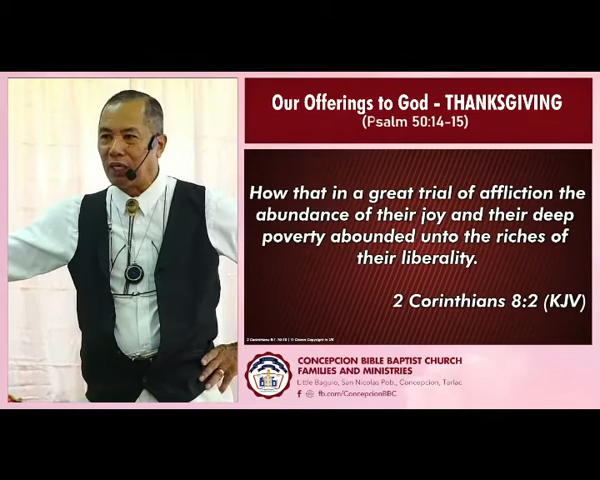 Our Offerings to God - THANKSGIVING
(Psalm 50:14-15)
How that in a great trial of affliction the
abundance of their joy and their deep
poverty abounded unto the riches of
their liberality.
2 Corinthians 8:2 (KJV)
CONCEPCION BIBLE BAPTIST CHURCH
FAMILIES AND MINISTRIES
Little Baguio, San Nicolas Pob., Concepcion, Tarlac
fb.com/ConcepcionBBC